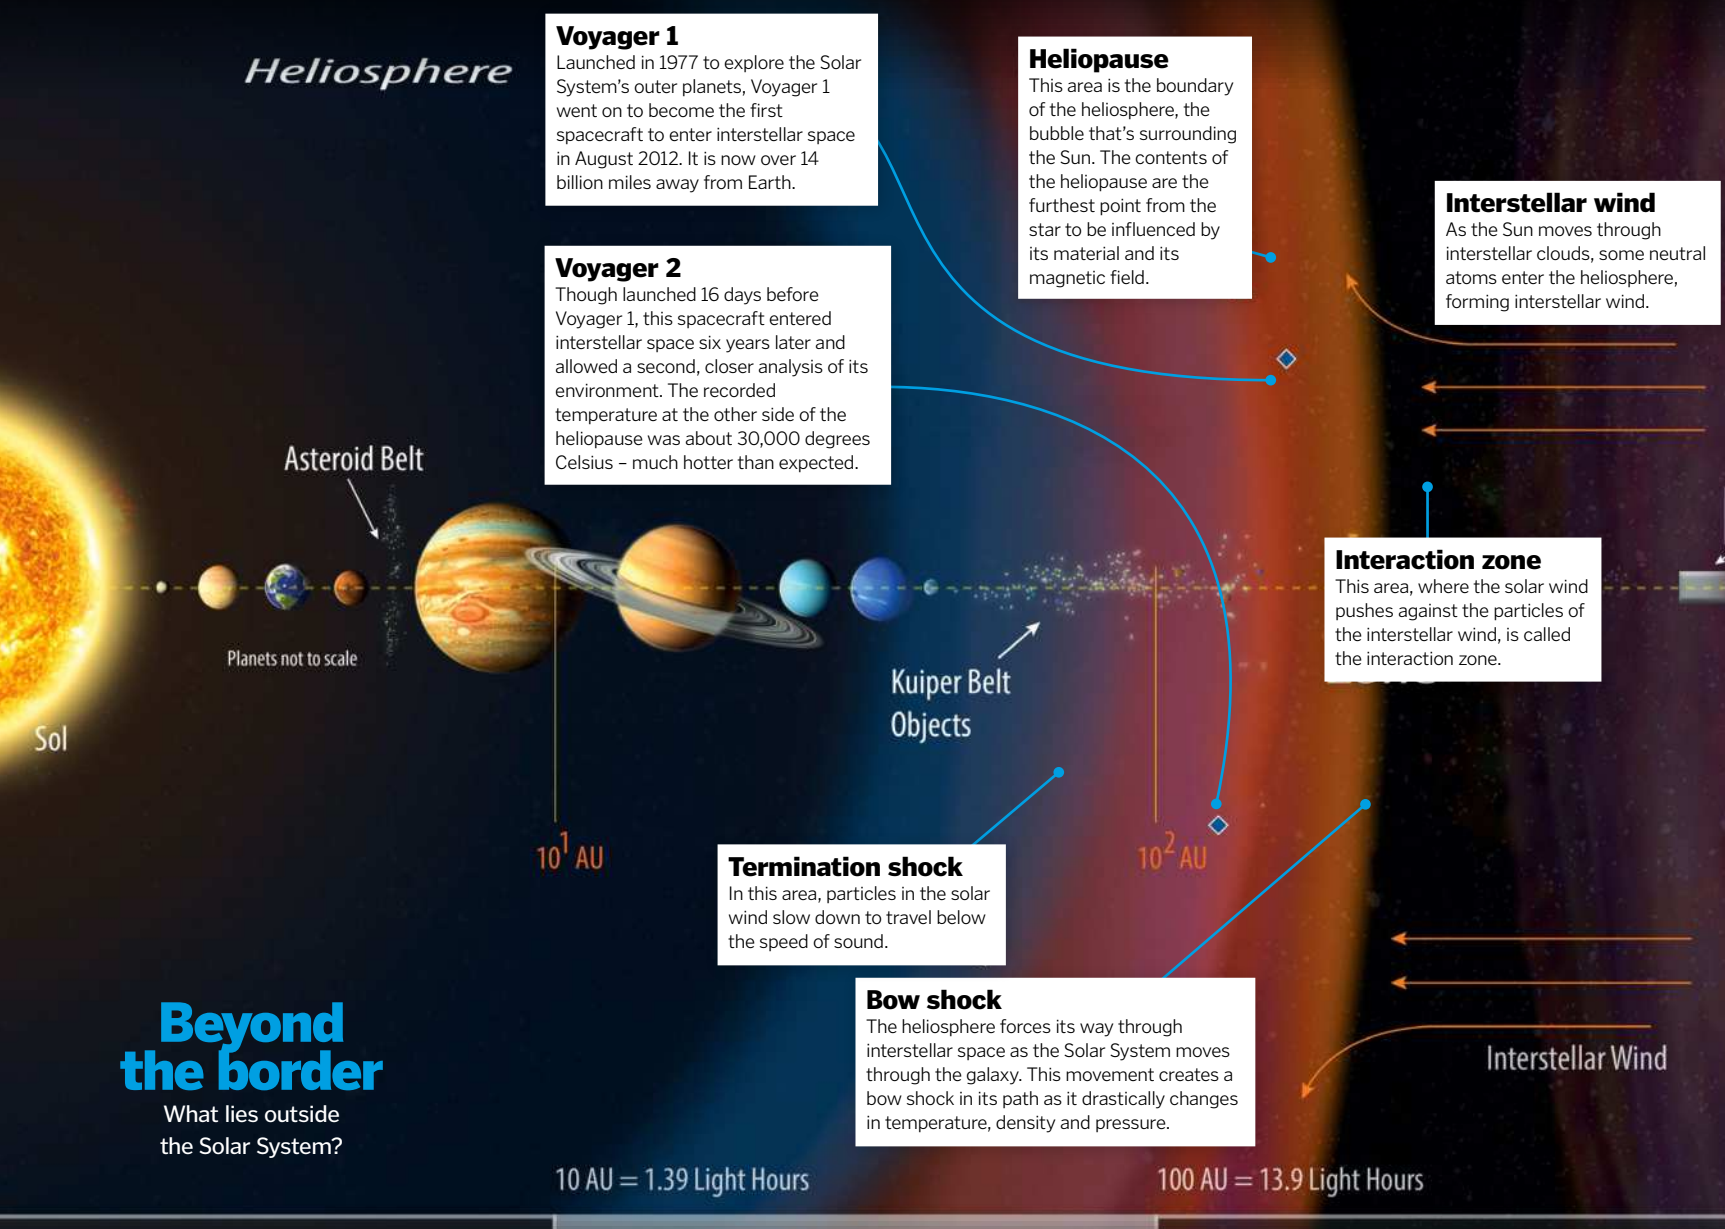 Heliosphere
Voyager 1
Launched in 1977 to explore the Solar
System's outer planets, Voyager 1
went on to become the first
spacecraft to enter interstellar space
in August 2012. It is now over 14
billion miles away from Earth.
Heliopause
This area is the boundary
of the heliosphere, the
bubble that's surrounding
the Sun. The contents of
the heliopause are the
furthest point from the
star to be influenced by
its material and its
magnetic field.
Interstellar wind
As the Sun moves through
interstellar clouds, some neutral
atoms enter the heliosphere,
forming interstellar wind.
Voyager 2
Though launched 16 days before
Voyager 1, this spacecraft entered
interstellar space six years later and
allowed a second, closer analysis of its
environment. The recorded
temperature at the other side of the
heliopause was about 30,000 degrees
Celsius – much hotter than expected.
Asteroid Belt
Planets not to scale
Sol
Kuiper Belt
Objects
Interaction zone
This area, where the solar wind
pushes against the particles of
the interstellar wind, is called
the interaction zone.
10¹ AU
10² AU
Termination shock
In this area, particles in the solar
wind slow down to travel below
the speed of sound.
Bow shock
The heliosphere forces its way through
interstellar space as the Solar System moves
through the galaxy. This movement creates a
bow shock in its path as it drastically changes
in temperature, density and pressure.
Interstellar Wind
Beyond
the border
What lies outside
the Solar System?
10 AU = 1.39 Light Hours
100 AU = 13.9 Light Hours